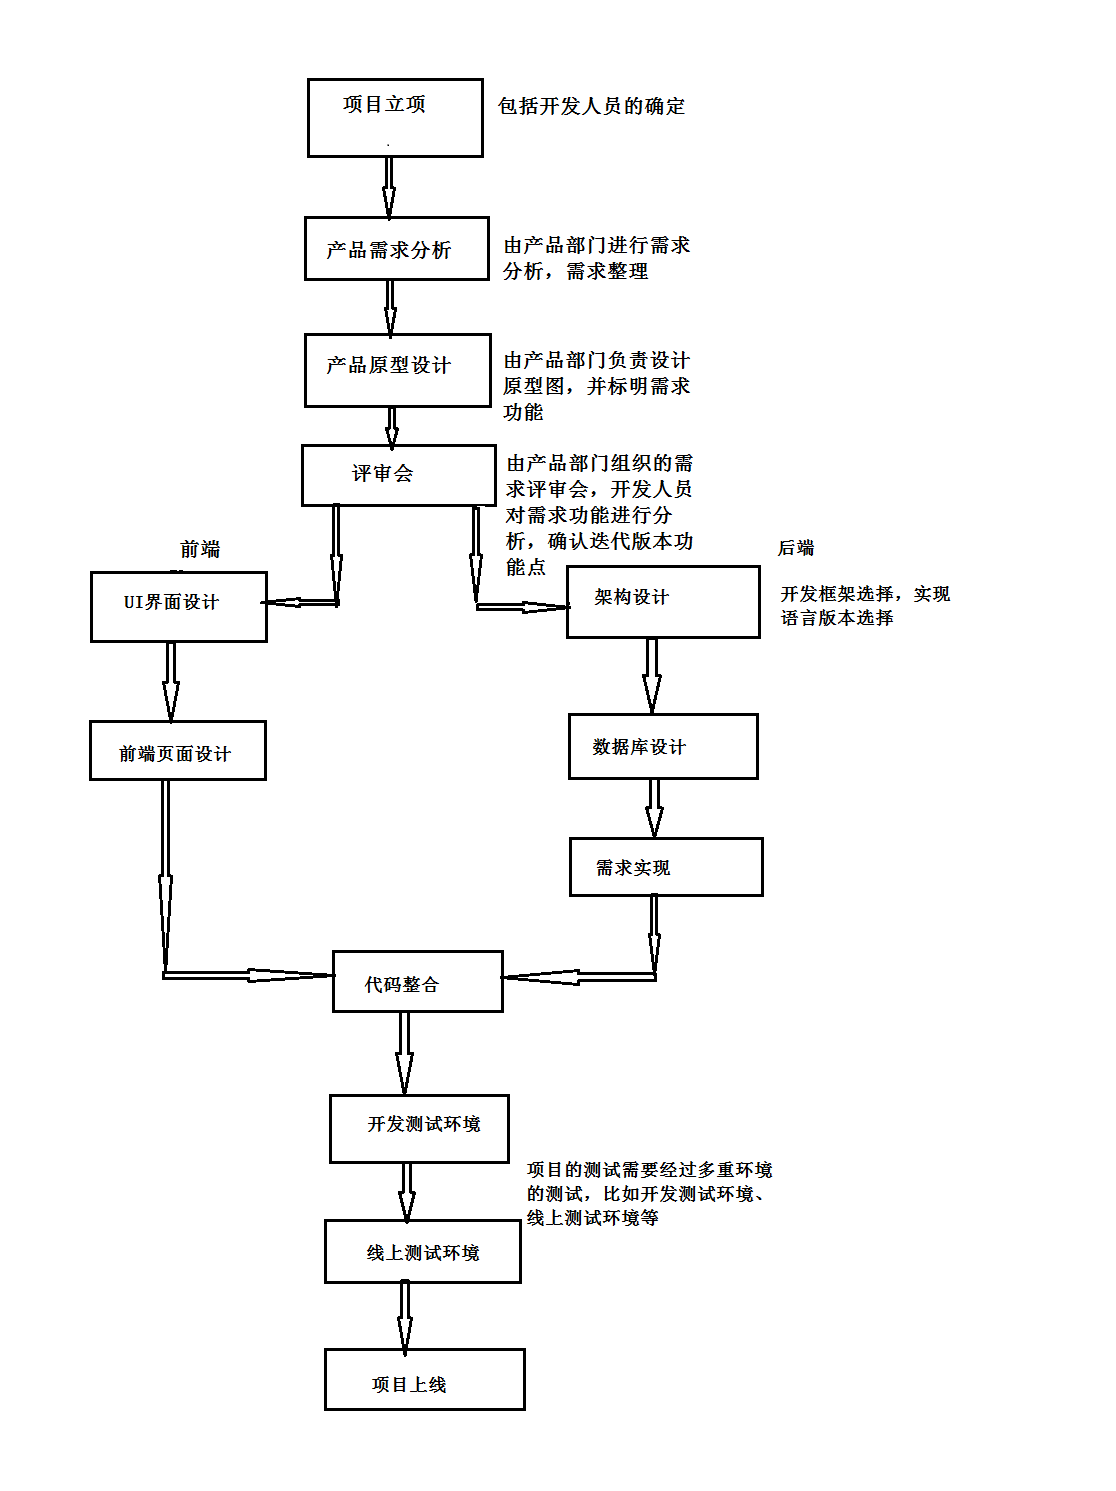 项目立项
包括开发人员的确定
产品需求分析
由产品部门进行需求
分析，需求整理
产品原型设计
由产品部门负责设计
原型图，并标明需求
功能
评审会
由产品部门组织的需
求评审会，开发人员
对需求功能进行分
析，确认迭代版本功
能点
前端
后端
UI界面设计
架构设计
开发框架选择，实现
语言版本选择
前端页面设计
数据库设计
需求实现
代码整合
开发测试环境
项目的测试需要经过多重环境
的测试，比如开发测试环境、
线上测试环境等
线上测试环境
项目上线